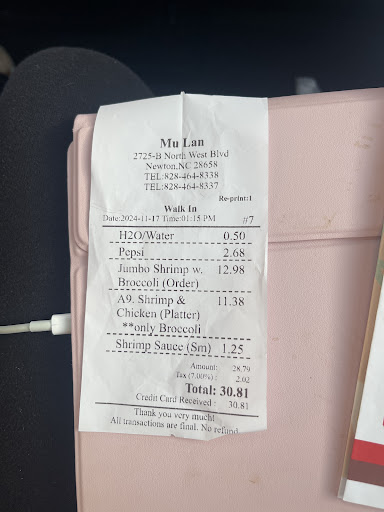 Mu Lan
2725-B North West Blvd
Newton,NC 28658
TEL:828-464-8338
TEL:828-464-8337
Re-print:1
Walk In
Date:2024-11-17 Time:01:15 PM #7
H2O/Water 0.50
Pepsi 2.68
Jumbo Shrimp w. 12.98
Broccoli (Order)
A9. Shrimp & 11.38
Chicken (Platter)
**only Broccoli
Shrimp Sauce (Sm) 1.25
Amount: 28.79
Tax (7.00%) : 2.02
Total: 30.81
Credit Card Received : 30.81
Thank you very much!
All transactions are final. No refund